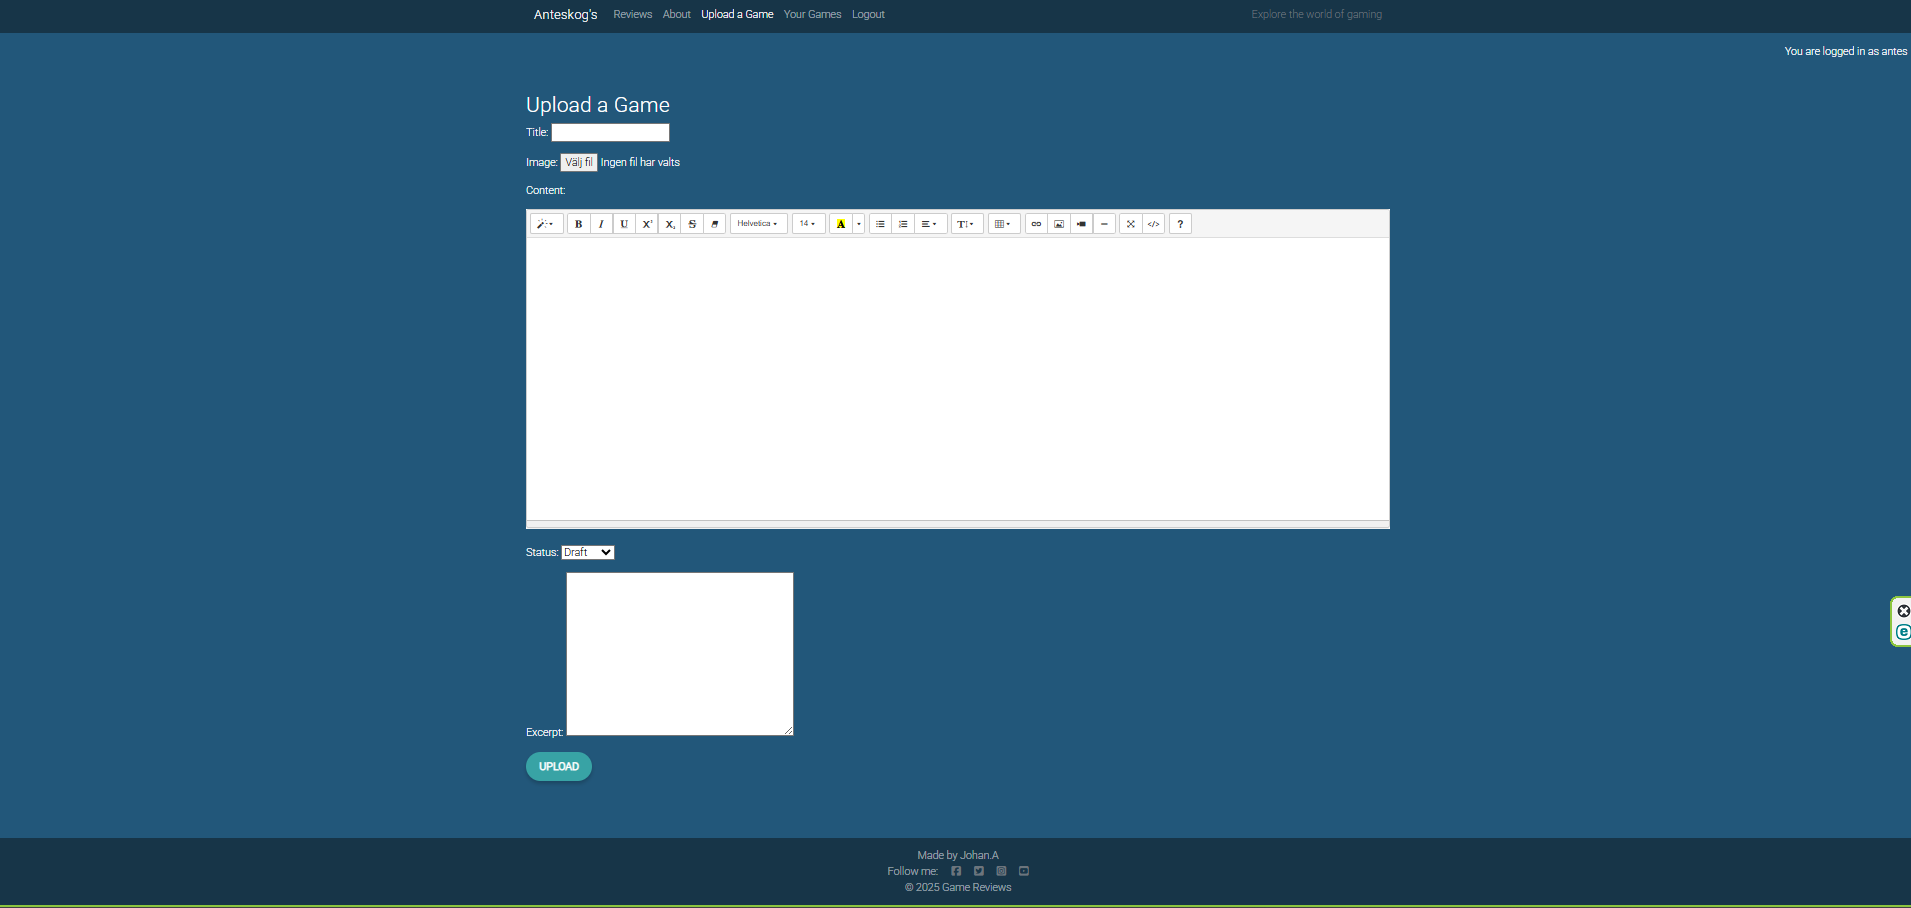 Anteskog's Reviews About Upload a Game Your Games Logout Explore the world of gaming
You are logged in as antes
Upload a Game
Title:
Image: Välj fil Ingen fil har valts
Content:
B I U X² X₂ S Helvetica 14 A T </> ?
Status: Draft
Excerpt:
UPLOAD
Made by Johan.A
Follow me:
© 2025 Game Reviews